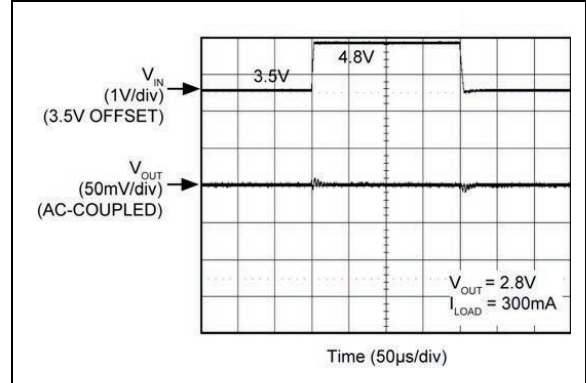 V_IN
(1V/div)
(3.5V OFFSET)
3.5V
4.8V
V_OUT
(50mV/div)
(AC-COUPLED)
V_OUT = 2.8V
I_LOAD = 300mA
Time (50µs/div)